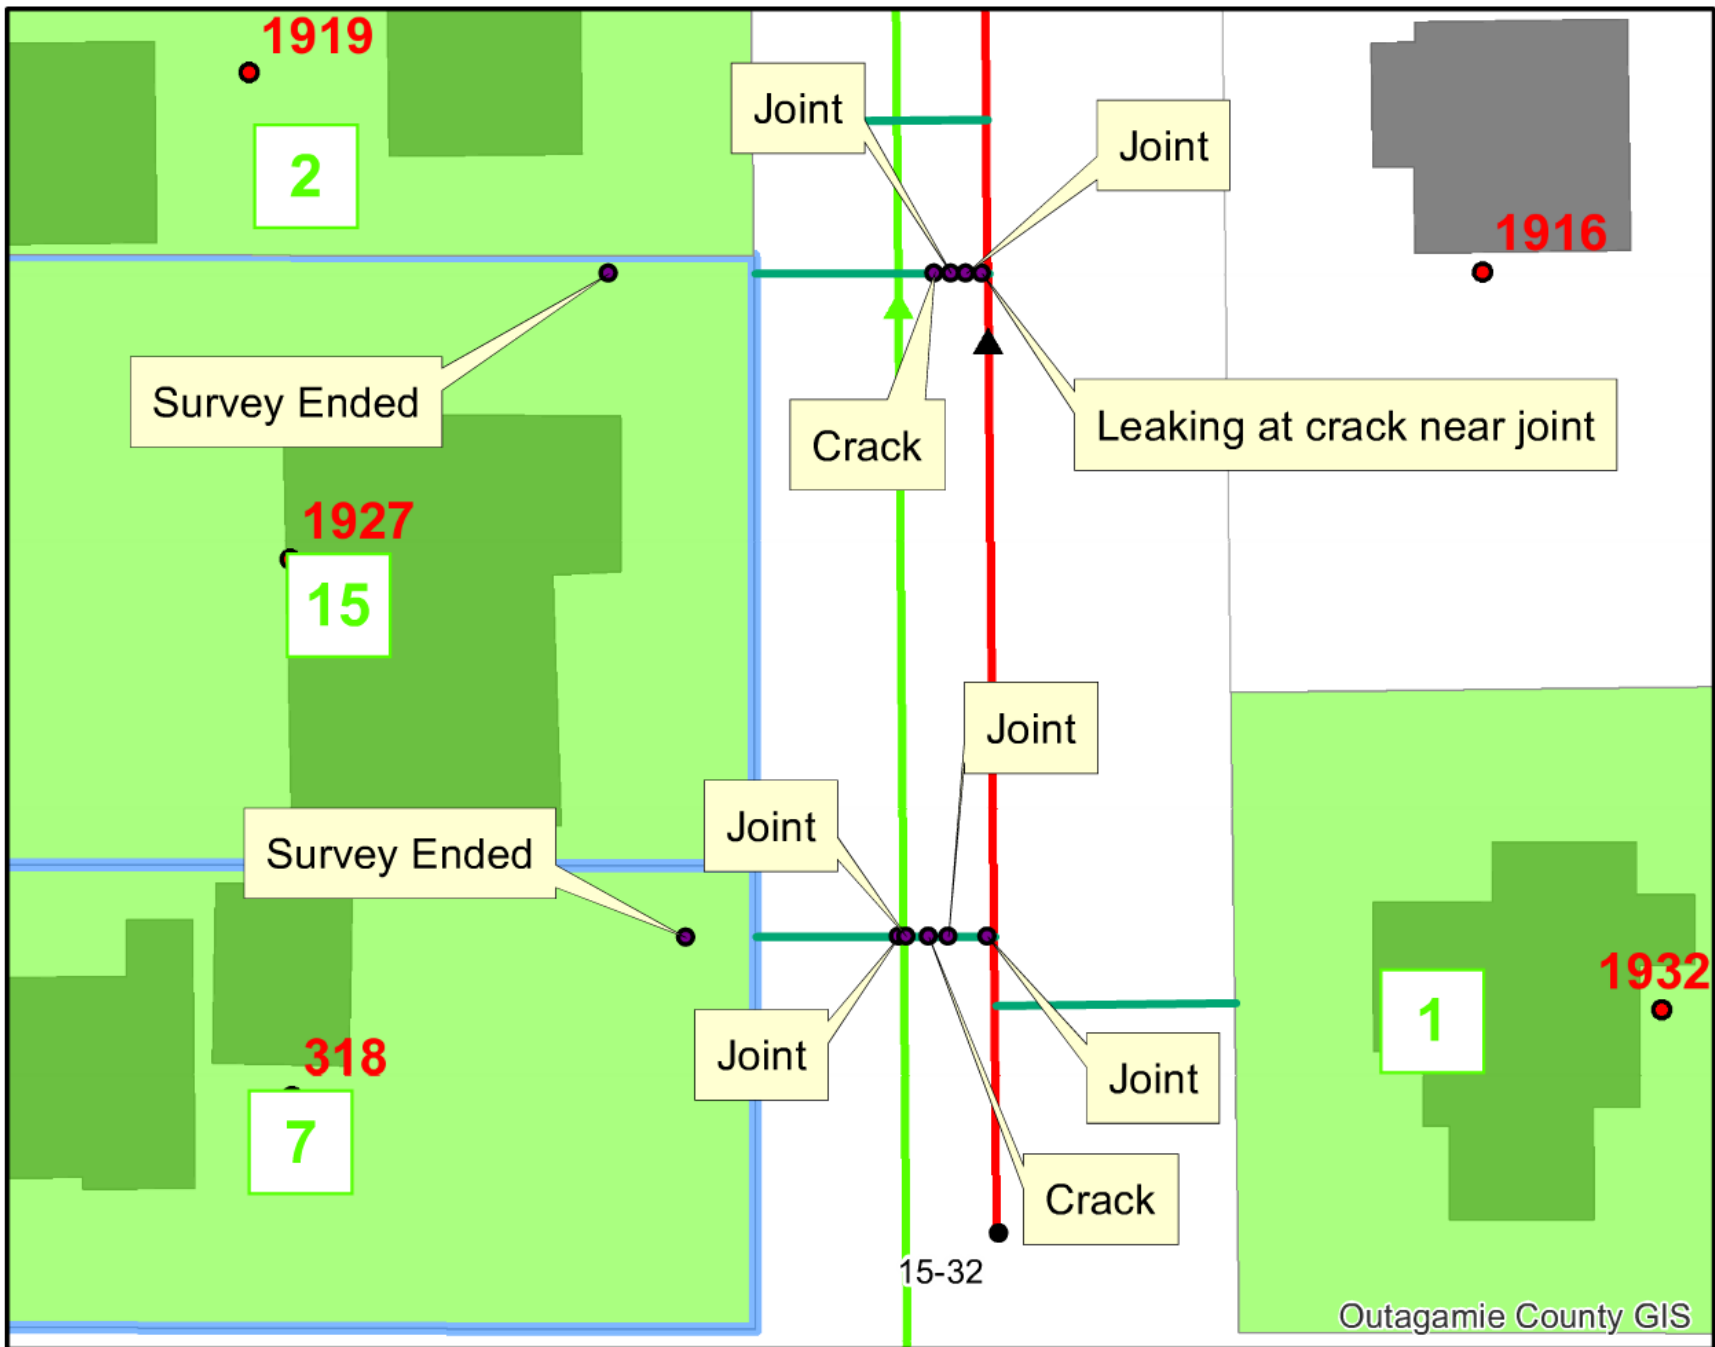 1919
2
Joint
Joint
1916
Survey Ended
Crack
Leaking at crack near joint
1927
15
Joint
Joint
Survey Ended
1932
1
318
7
Joint
Joint
Crack
15-32
Outagamie County GIS